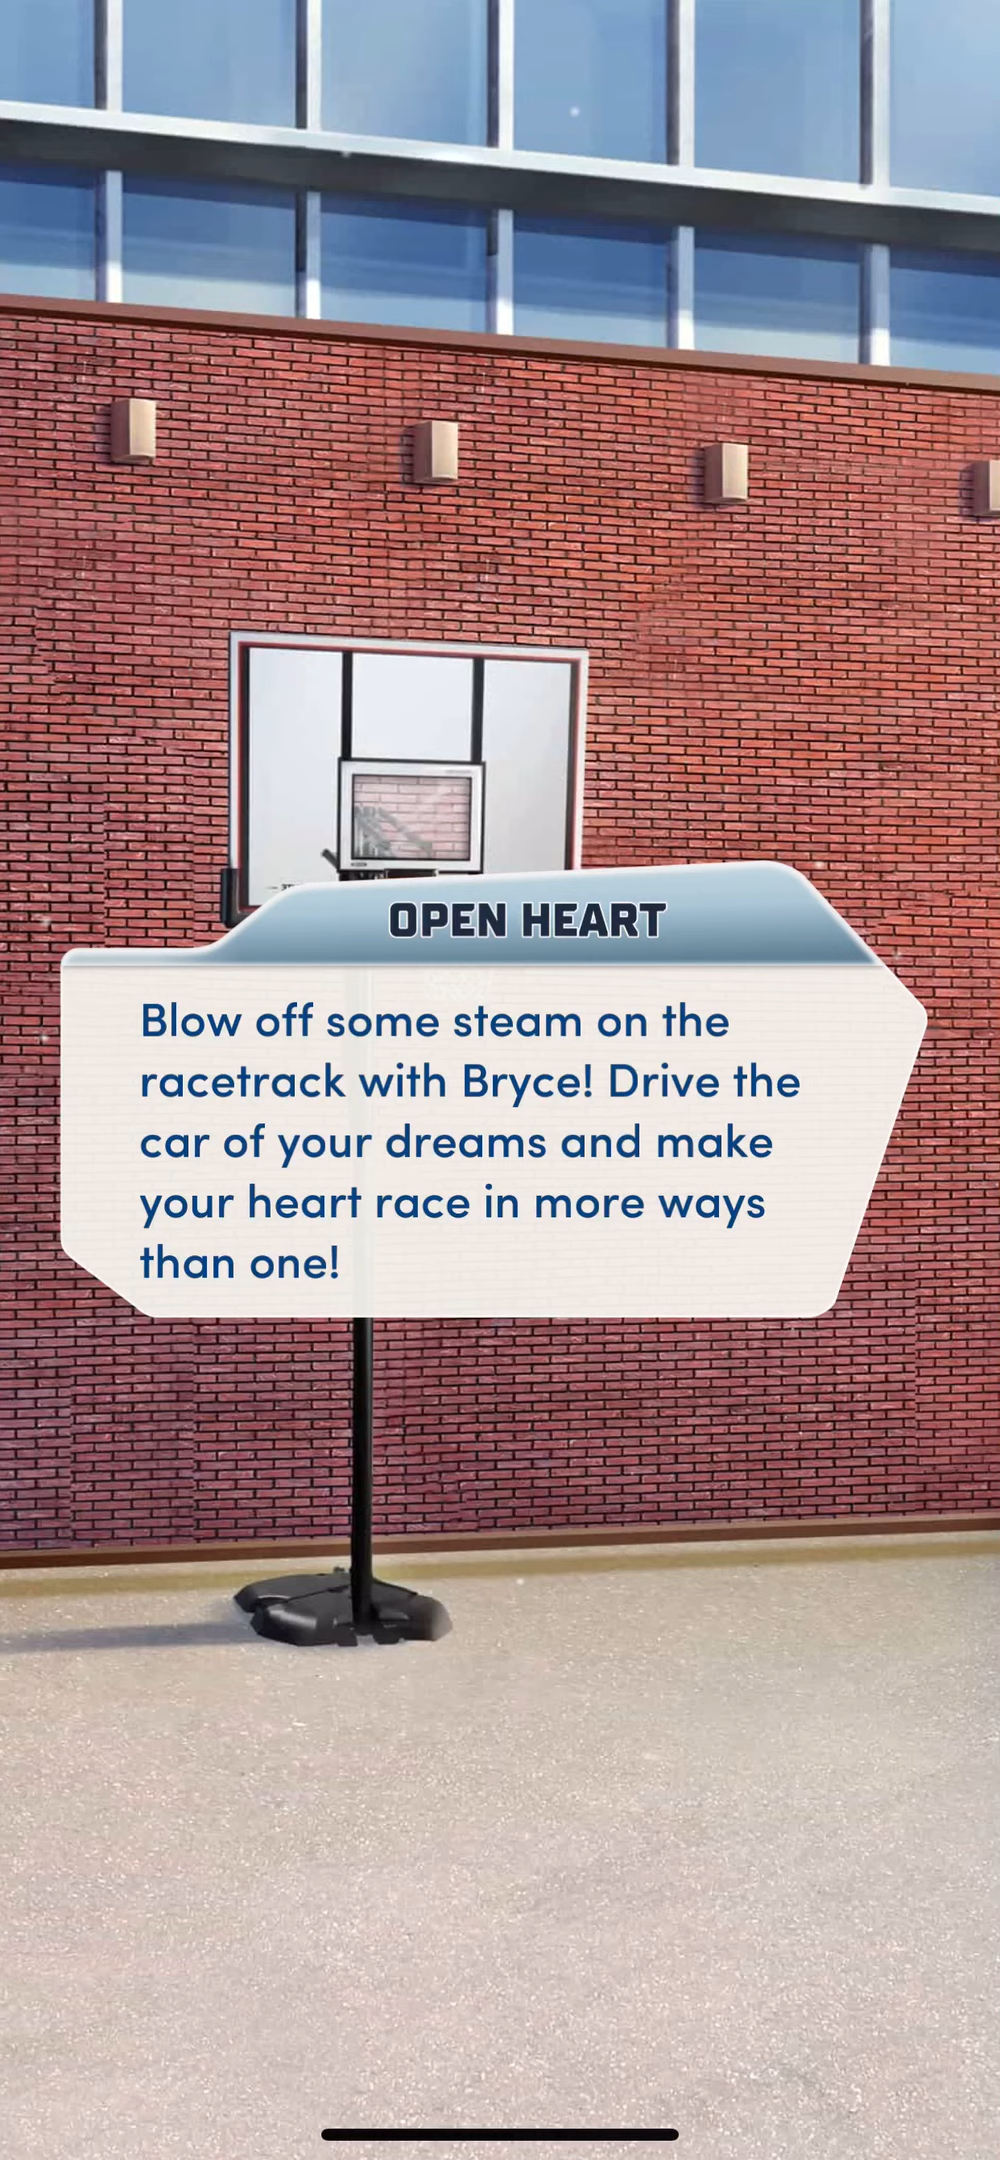 OPEN HEART
Blow off some steam on the
racetrack with Bryce! Drive the
car of your dreams and make
your heart race in more ways
than one!